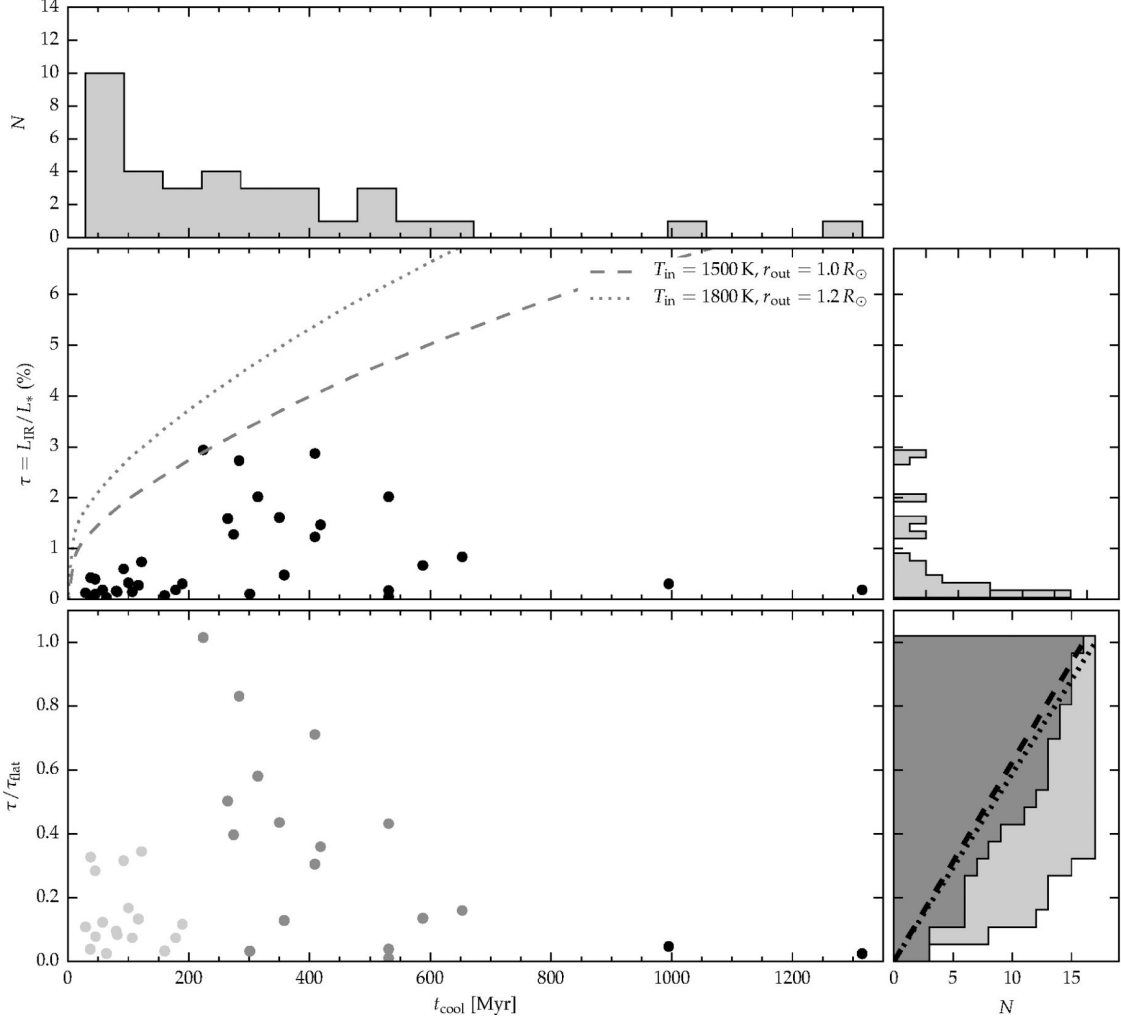 14
12
10
8
6
4
2
0
N
T_in = 1500 K, r_out = 1.0 R_⊙
T_in = 1800 K, r_out = 1.2 R_⊙
6
5
4
3
2
1
0
τ = L_IR/L_* (%)
1.0
0.8
0.6
0.4
0.2
0.0
τ/τ_flat
0 200 400 600 800 1000 1200
t_cool [Myr]
0 5 10 15
N